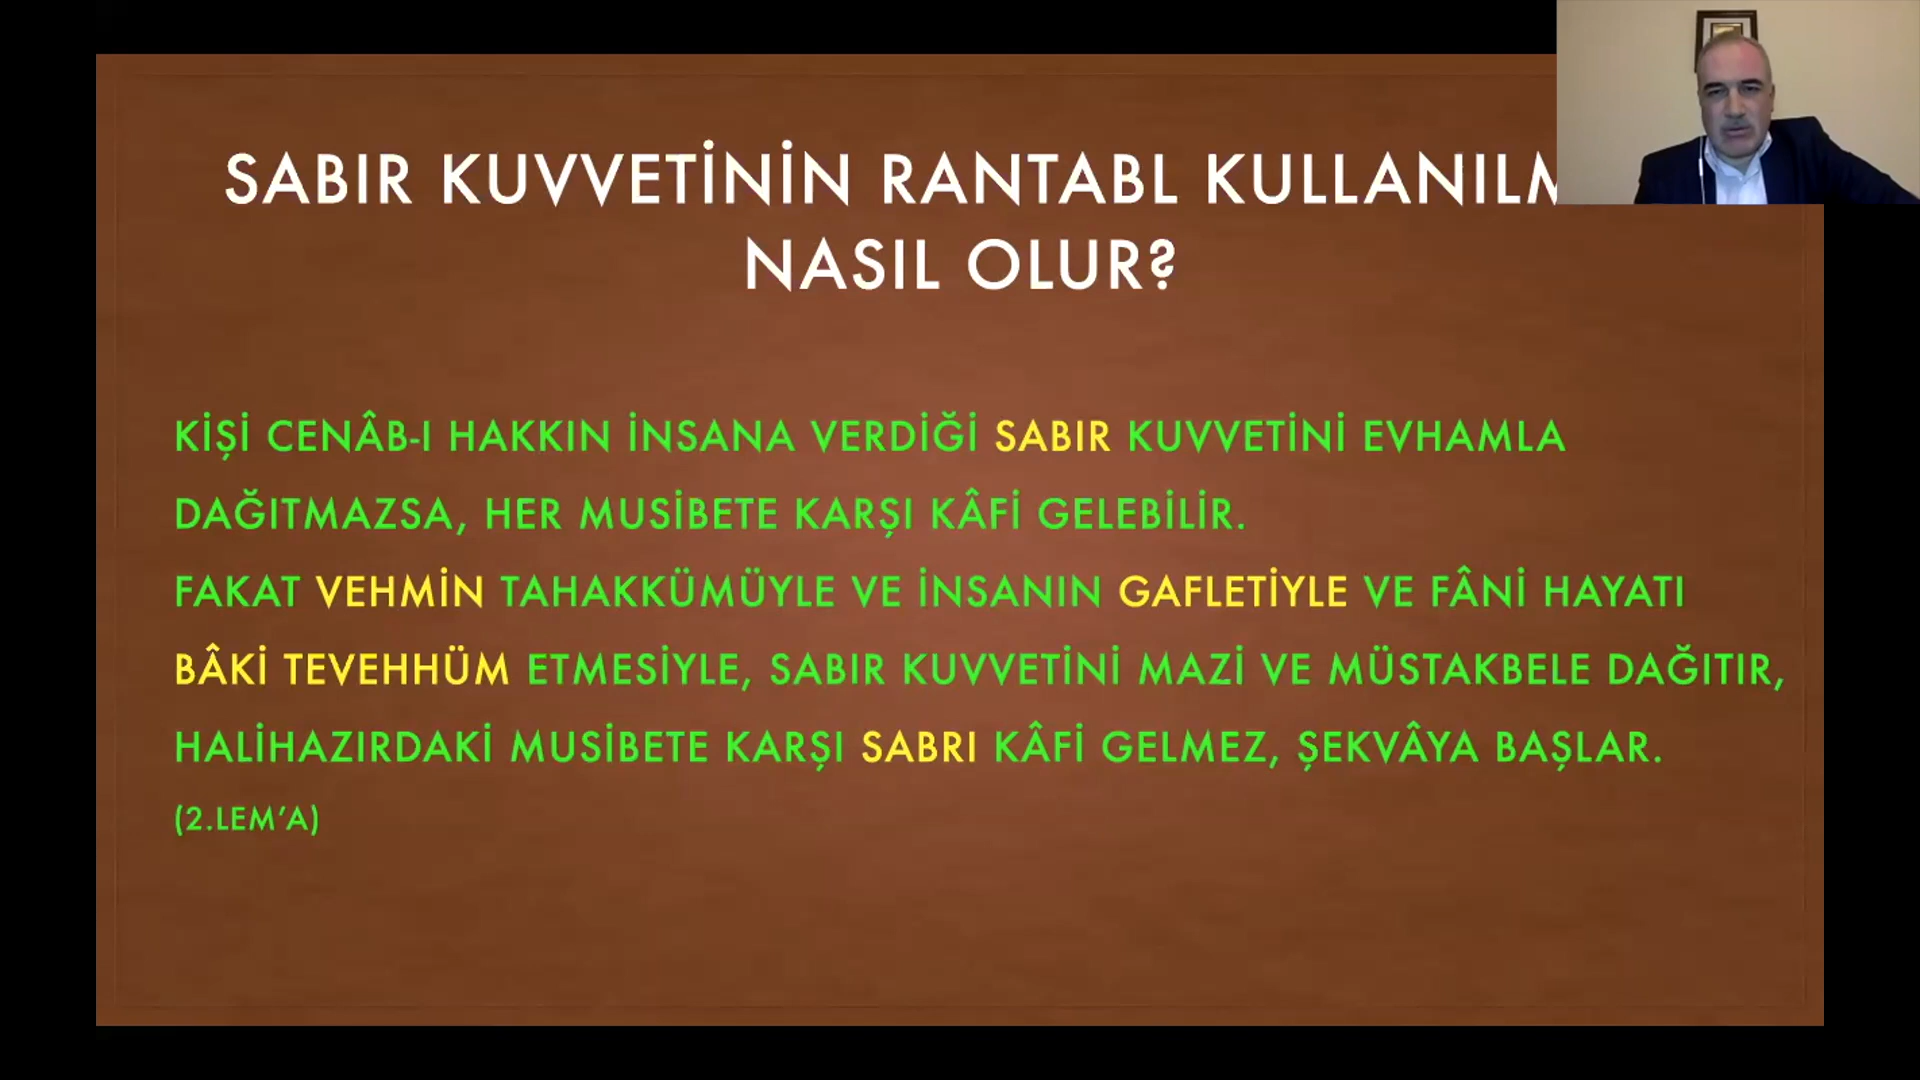 SABIR KUVVETİNİN RANTABL KULLANILM
NASIL OLUR?
KİŞİ CENÂB-I HAKKIN İNSANA VERDİĞİ SABIR KUVVETİNİ EVHAMLA
DAĞITMAZSA, HER MUSİBETE KARŞI KÂFİ GELEBİLİR.
FAKAT VEHMİN TAHAKKÜMÜYLE VE İNSANIN GAFLETİYLE VE FÂNİ HAYATI
BÂKİ TEVEHHÜM ETMESİYLE, SABIR KUVVETİNİ MAZİ VE MÜSTAKBELE DAĞITIR,
HALİHAZIRDAKİ MUSİBETE KARŞI SABRI KÂFİ GELMEZ, ŞEKVÂYA BAŞLAR.
(2.LEM’A)